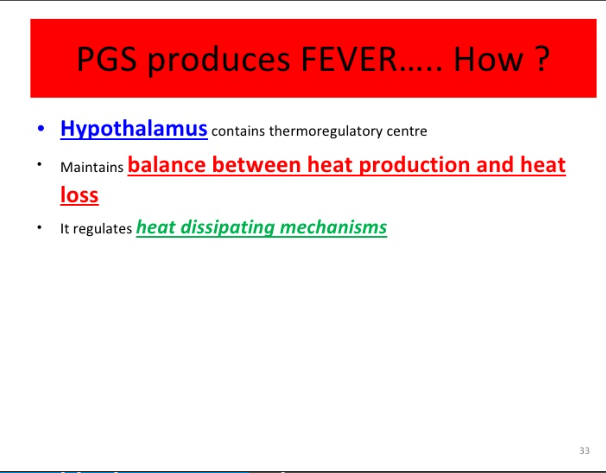 PGS produces FEVER….. How ?
• Hypothalamus contains thermoregulatory centre
• Maintains balance between heat production and heat
loss
• It regulates heat dissipating mechanisms
33